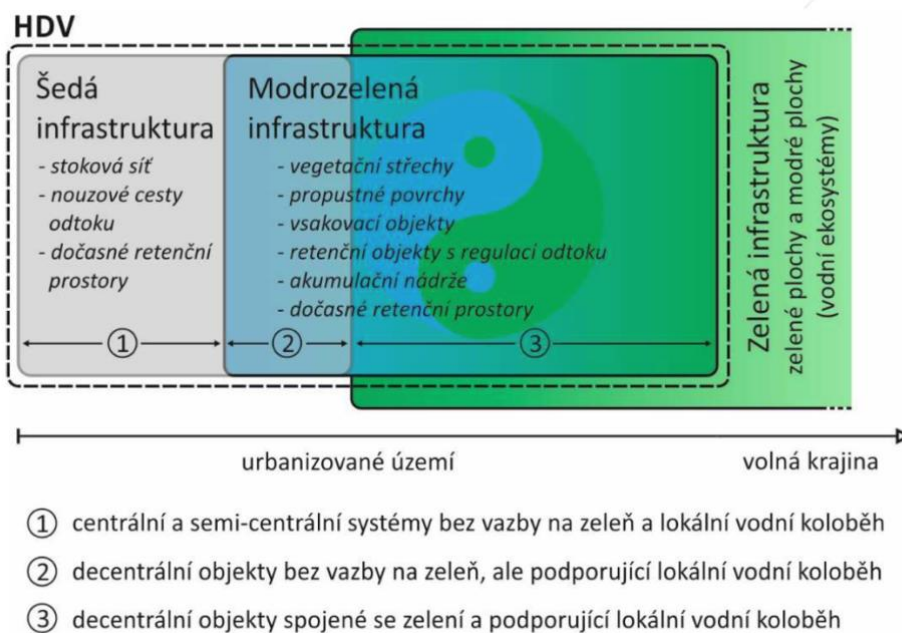 HDV
Šedá
infrastruktura
- stoková síť
- nouzové cesty
odtoku
- dočasné retenční
prostory
Modrozelená
infrastruktura
- vegetační střechy
- propustné povrchy
- vsakovací objekty
- retenční objekty s regulací odtoku
- akumulační nádrže
- dočasné retenční prostory
Zelená infrastruktura
zelené plochy a modré plochy
(vodní ekosystémy)
1
2
3
urbanizované území
volná krajina
1 centrální a semi-centrální systémy bez vazby na zeleň a lokální vodní koloběh
2 decentrální objekty bez vazby na zeleň, ale podporující lokální vodní koloběh
3 decentrální objekty spojené se zelení a podporující lokální vodní koloběh